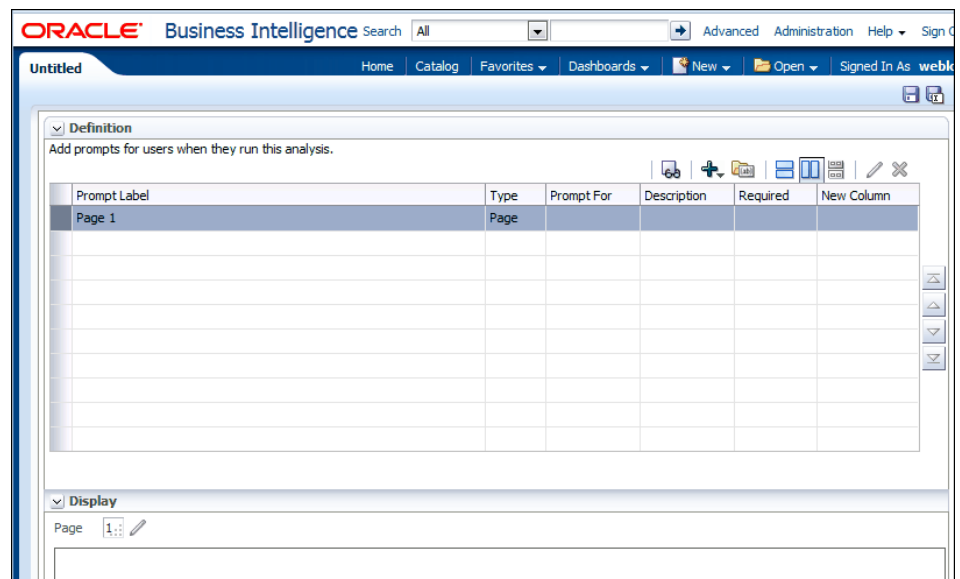 ORACLE Business Intelligence Search All Advanced Administration Help Sign
Untitled Home Catalog Favorites Dashboards New Open Signed In As
Definition
Add prompts for users when they run this analysis.
Prompt Label Type Prompt For Description Required New Column
Page 1 Page
Display
Page 1